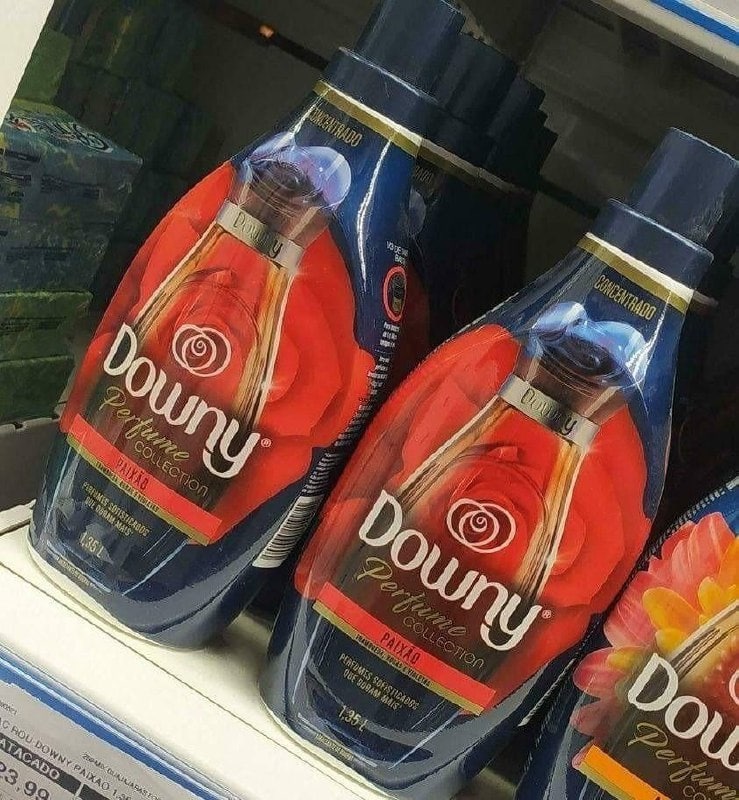 CONCENTRADO
Downy
Downy®
Perfume
COLLECTION
PAIXÃO
PERFUMES SOFISTICADOS
QUE DURAM MAIS
1,35 L
CONCENTRADO
Downy
Downy®
Perfume
COLLECTION
PAIXÃO
PERFUMES SOFISTICADOS
QUE DURAM MAIS
1,35 L
Dow
Perfume
DOWNY PAIXAO
ATACADO
23,99